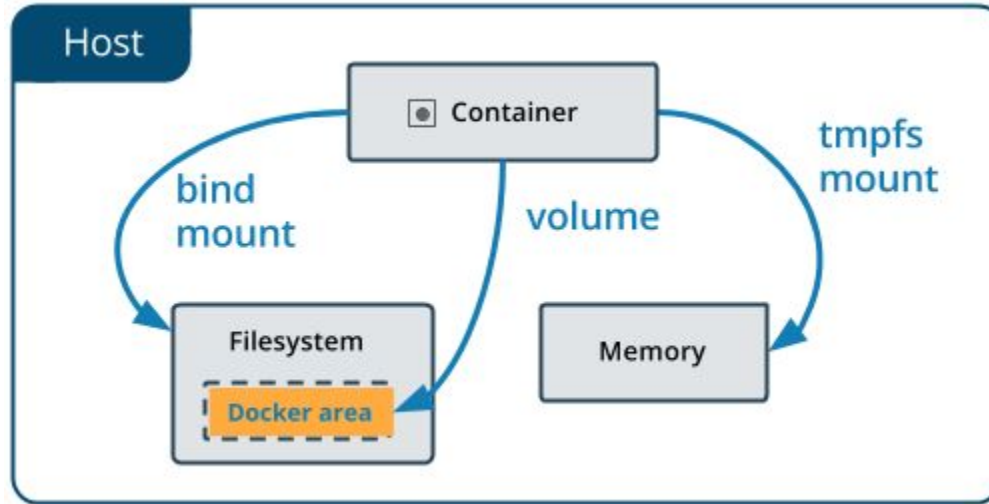 Host
Container
tmpfs
mount
bind
mount
volume
Filesystem
Memory
Docker area